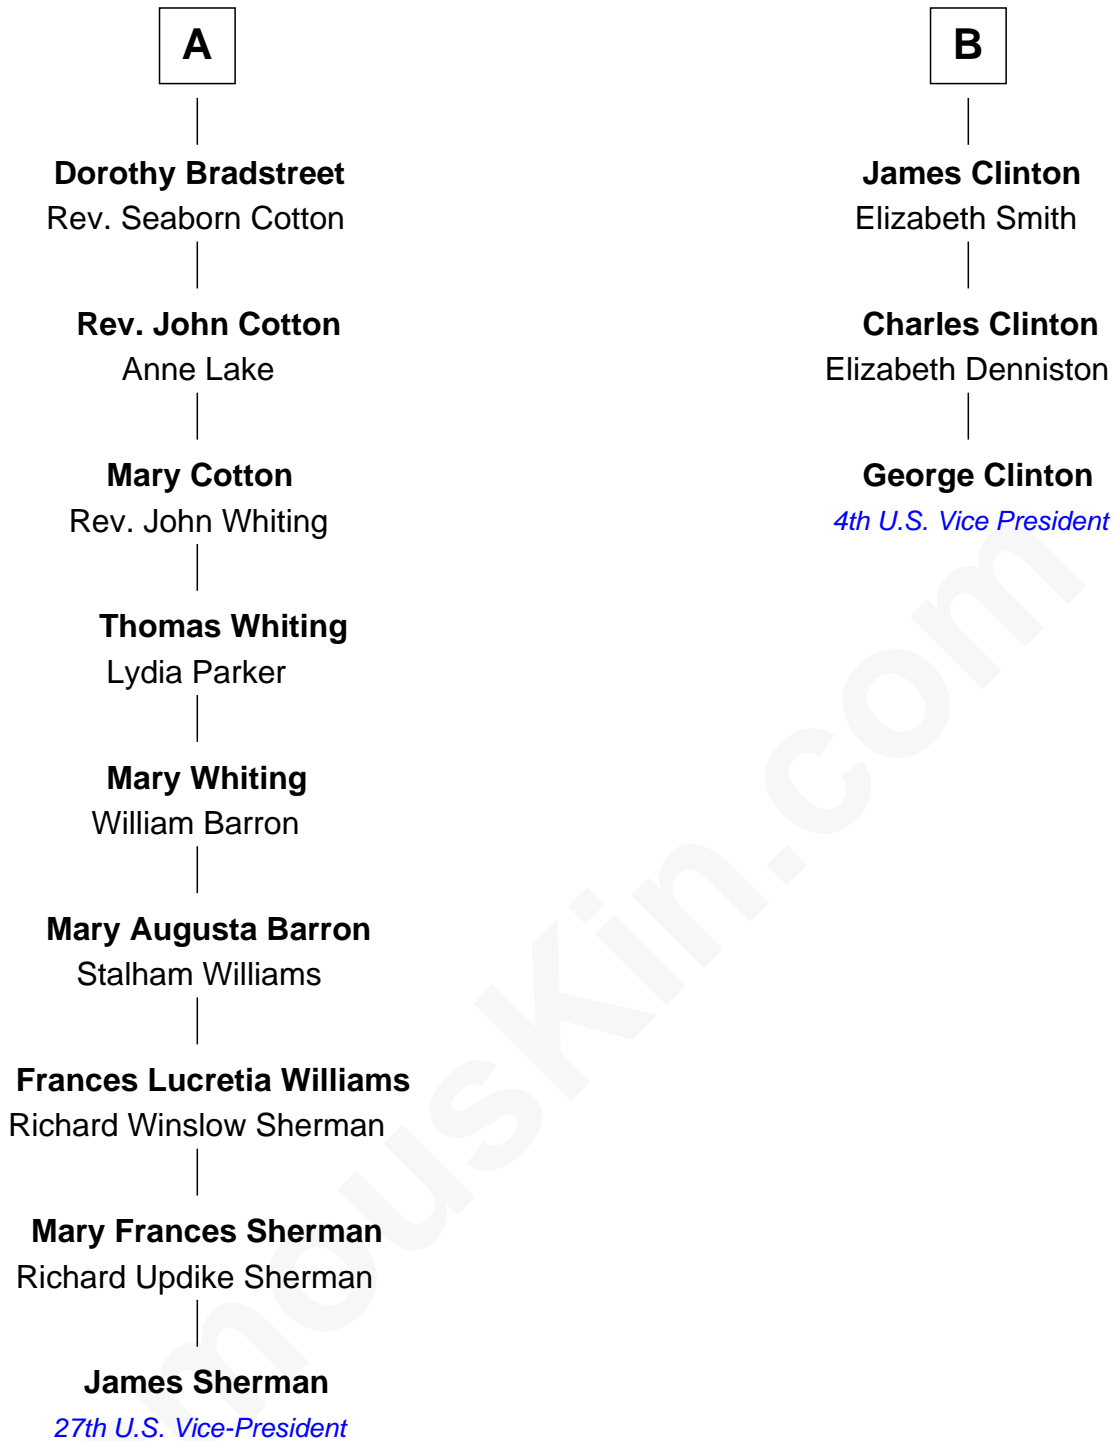 A
Dorothy Bradstreet
Rev. Seaborn Cotton
Rev. John Cotton
Anne Lake
Mary Cotton
Rev. John Whiting
Thomas Whiting
Lydia Parker
Mary Whiting
William Barron
Mary Augusta Barron
Stalham Williams
Frances Lucretia Williams
Richard Winslow Sherman
Mary Frances Sherman
Richard Updike Sherman
James Sherman
27th U.S. Vice-President
B
James Clinton
Elizabeth Smith
Charles Clinton
Elizabeth Denniston
George Clinton
4th U.S. Vice President
mouskin.com